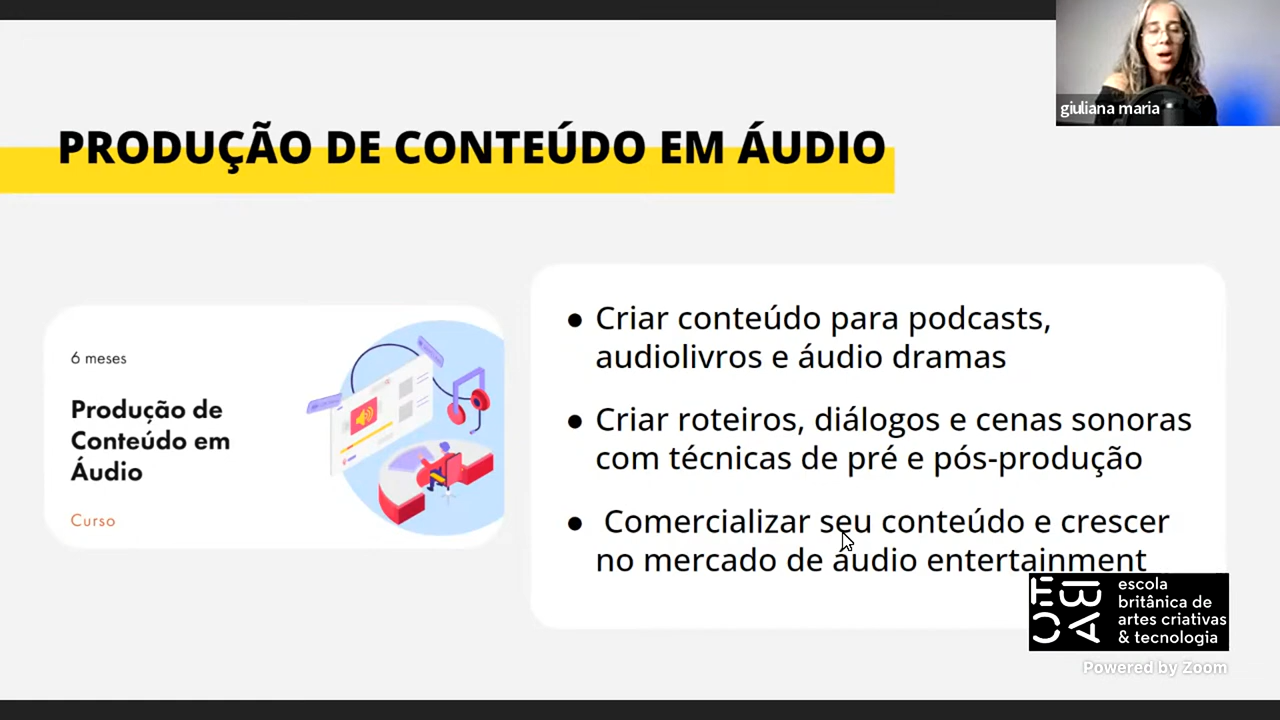 giuliana maria
PRODUÇÃO DE CONTEÚDO EM ÁUDIO
6 meses
Produção de
Conteúdo em
Áudio
Curso
● Criar conteúdo para podcasts,
audiolivros e áudio dramas
● Criar roteiros, diálogos e cenas sonoras
com técnicas de pré e pós-produção
● Comercializar seu conteúdo e crescer
no mercado de áudio entertainment
escola
britânica de
artes criativas
& tecnologia
Powered by Zoom